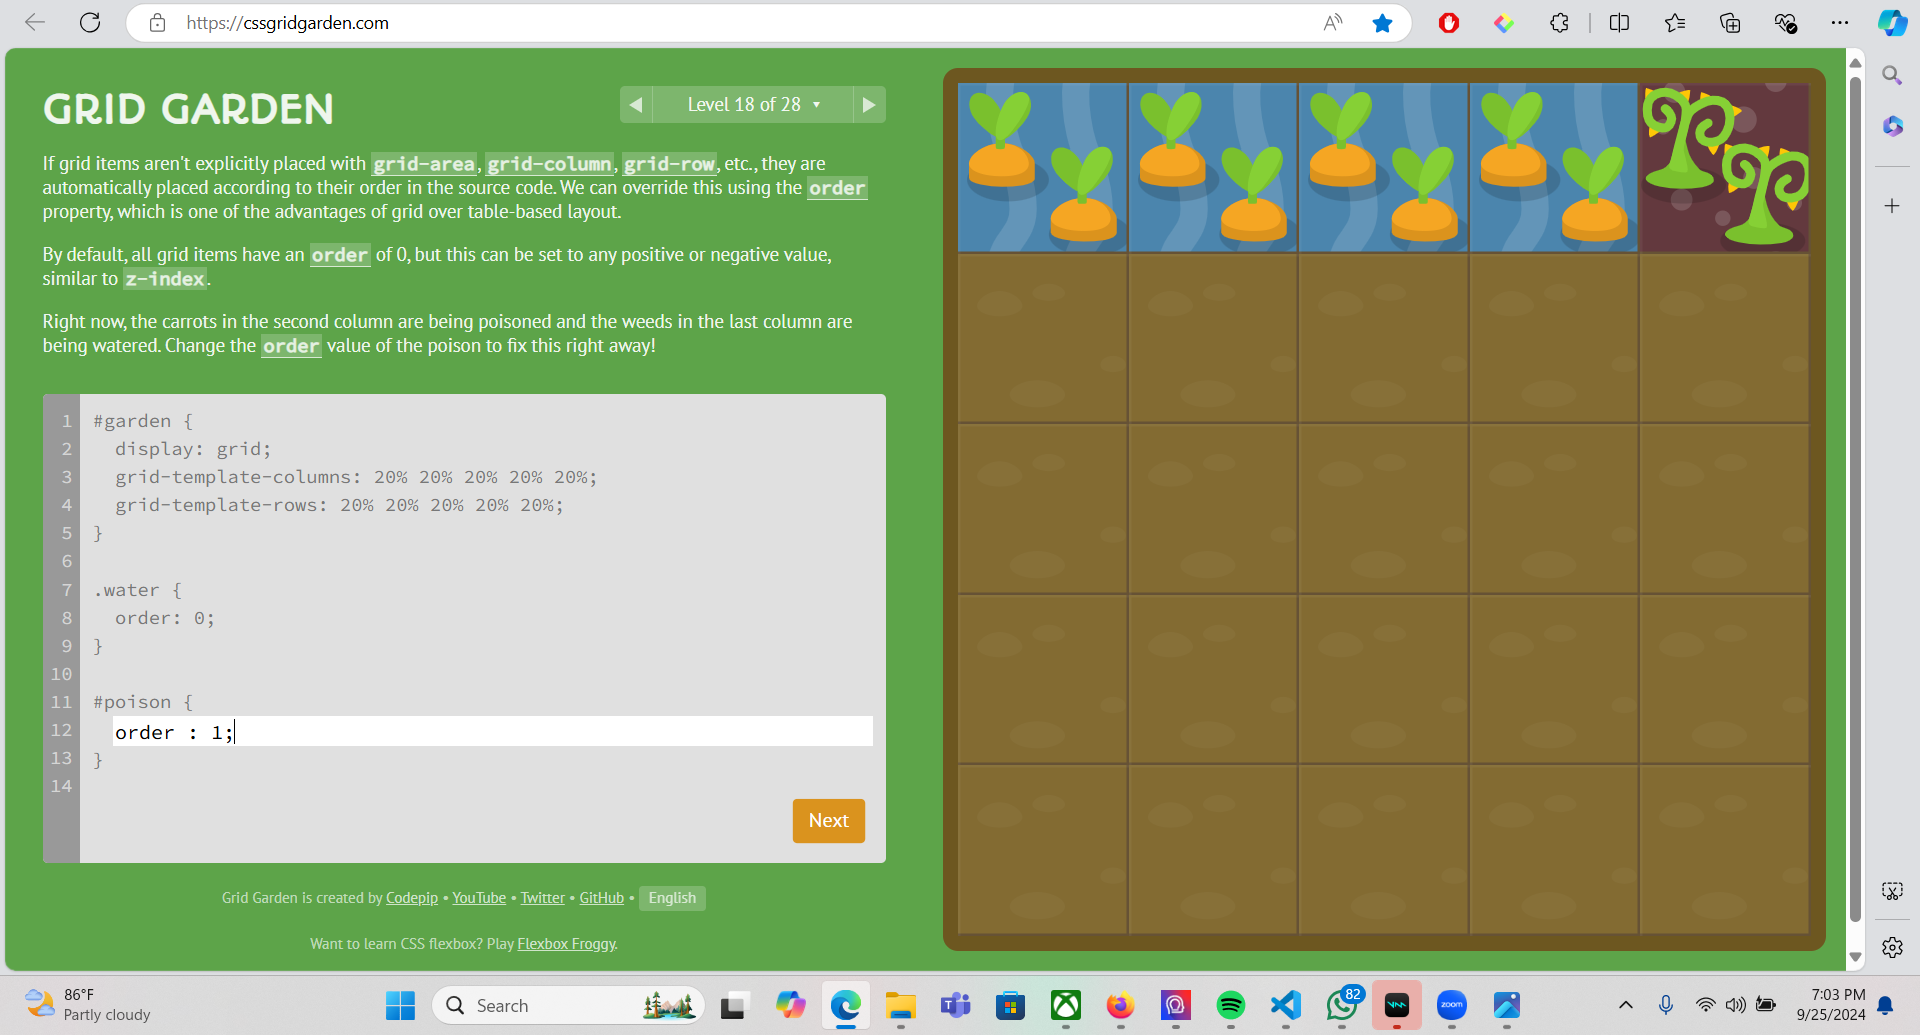 https://cssgridgarden.com
GRID GARDEN
Level 18 of 28
If grid items aren't explicitly placed with grid-area, grid-column, grid-row, etc., they are
automatically placed according to their order in the source code. We can override this using the order
property, which is one of the advantages of grid over table-based layout.
By default, all grid items have an order of 0, but this can be set to any positive or negative value,
similar to z-index.
Right now, the carrots in the second column are being poisoned and the weeds in the last column are
being watered. Change the order value of the poison to fix this right away!
1 #garden {
2 display: grid;
3 grid-template-columns: 20% 20% 20% 20% 20%;
4 grid-template-rows: 20% 20% 20% 20% 20%;
5 }
6
7 .water {
8 order: 0;
9 }
10
11 #poison {
12 order : 1;
13 }
14
Next
Grid Garden is created by Codepip • YouTube • Twitter • GitHub • English
Want to learn CSS flexbox? Play Flexbox Froggy.
86°F
Partly cloudy
Search
82
zoom
7:03 PM
9/25/2024